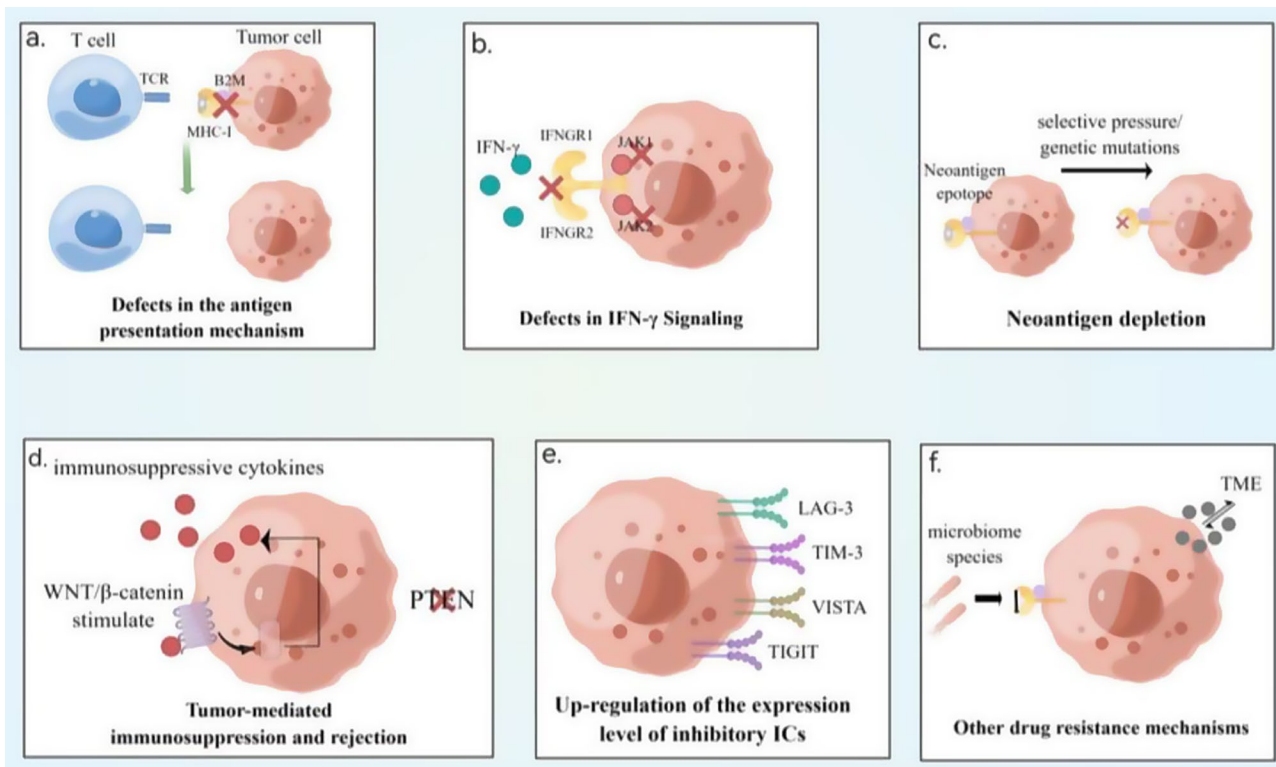 a.
T cell
Tumor cell
TCR
B2M
MHC-I
Defects in the antigen
presentation mechanism
b.
IFN-γ
IFNGR1
JAK1
IFNGR2
JAK2
Defects in IFN-γ Signaling
c.
selective pressure/
genetic mutations
Neoantigen
epotope
Neoantigen depletion
d.
immunosuppressive cytokines
WNT/β-catenin
stimulate
PTEN
Tumor-mediated
immunosuppression and rejection
e.
LAG-3
TIM-3
VISTA
TIGIT
Up-regulation of the expression
level of inhibitory ICs
f.
TME
microbiome
species
Other drug resistance mechanisms